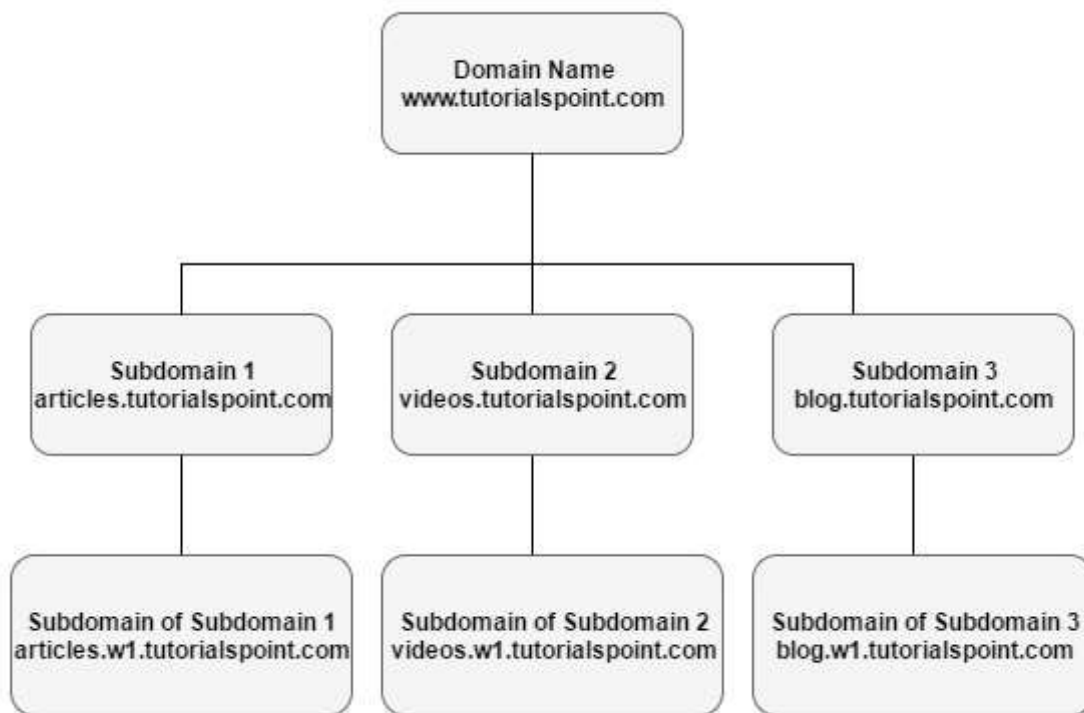 Domain Name
www.tutorialspoint.com
Subdomain 1
articles.tutorialspoint.com
Subdomain 2
videos.tutorialspoint.com
Subdomain 3
blog.tutorialspoint.com
Subdomain of Subdomain 1
articles.w1.tutorialspoint.com
Subdomain of Subdomain 2
videos.w1.tutorialspoint.com
Subdomain of Subdomain 3
blog.w1.tutorialspoint.com